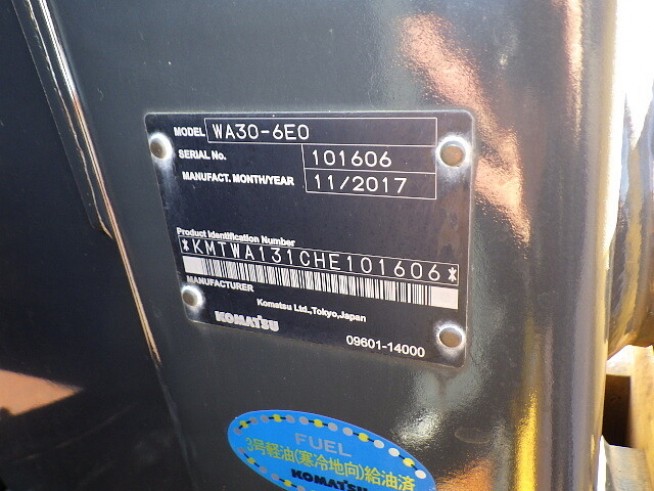 MODEL WA30-6E0
SERIAL No. 101606
MANUFACT. MONTH/YEAR 11/2017
Product Identification Number
*KMTWA131CHE101606*
MANUFACTURER
Komatsu Ltd.,Tokyo,Japan
KOMATSU
09601-14000
FUEL
3号軽油(寒冷地向)給油済
KOMATSU